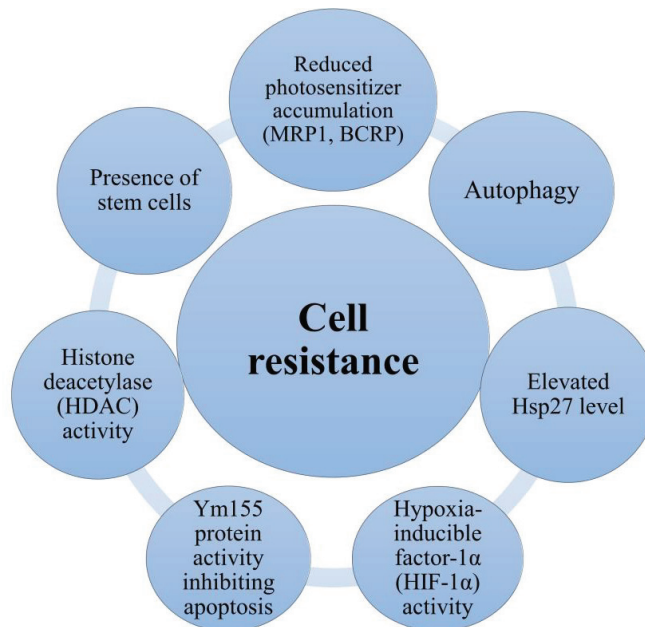 Reduced
photosensitizer
accumulation
(MRP1, BCRP)
Autophagy
Elevated
Hsp27 level
Hypoxia-
inducible
factor-1α
(HIF-1α)
activity
Ym155
protein
activity
inhibiting
apoptosis
Histone
deacetylase
(HDAC)
activity
Presence of
stem cells
Cell
resistance